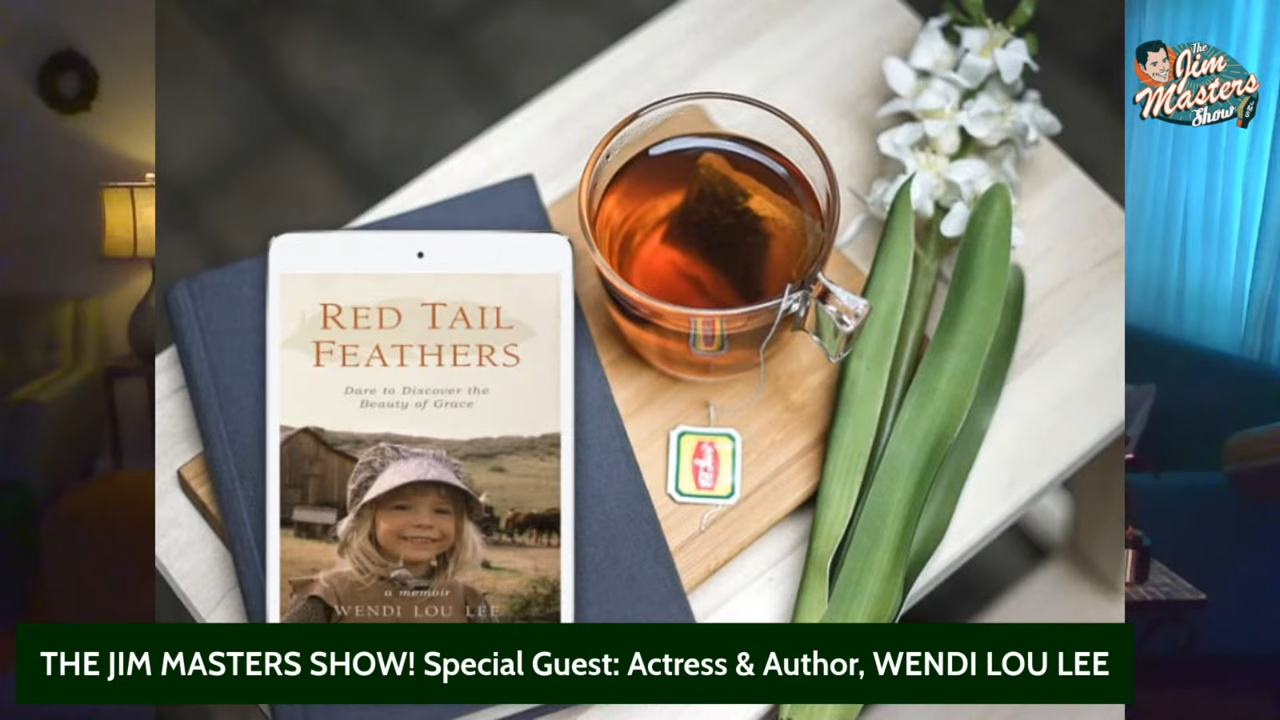 The
Jim
Masters
Show
RED TAIL
FEATHERS
Dare to Discover the
Beauty of Grace
a memoir
WENDI LOU LEE
THE JIM MASTERS SHOW! Special Guest: Actress & Author, WENDI LOU LEE